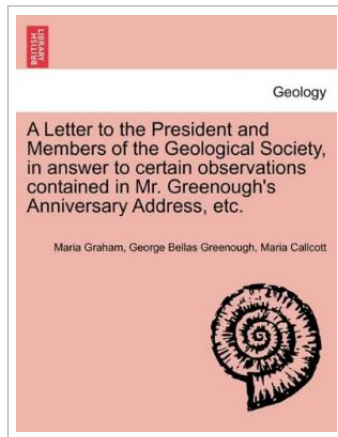 BRITISH
LIBRARY
Geology
A Letter to the President and
Members of the Geological Society,
in answer to certain observations
contained in Mr. Greenough's
Anniversary Address, etc.
Maria Graham, George Bellas Greenough, Maria Callcott